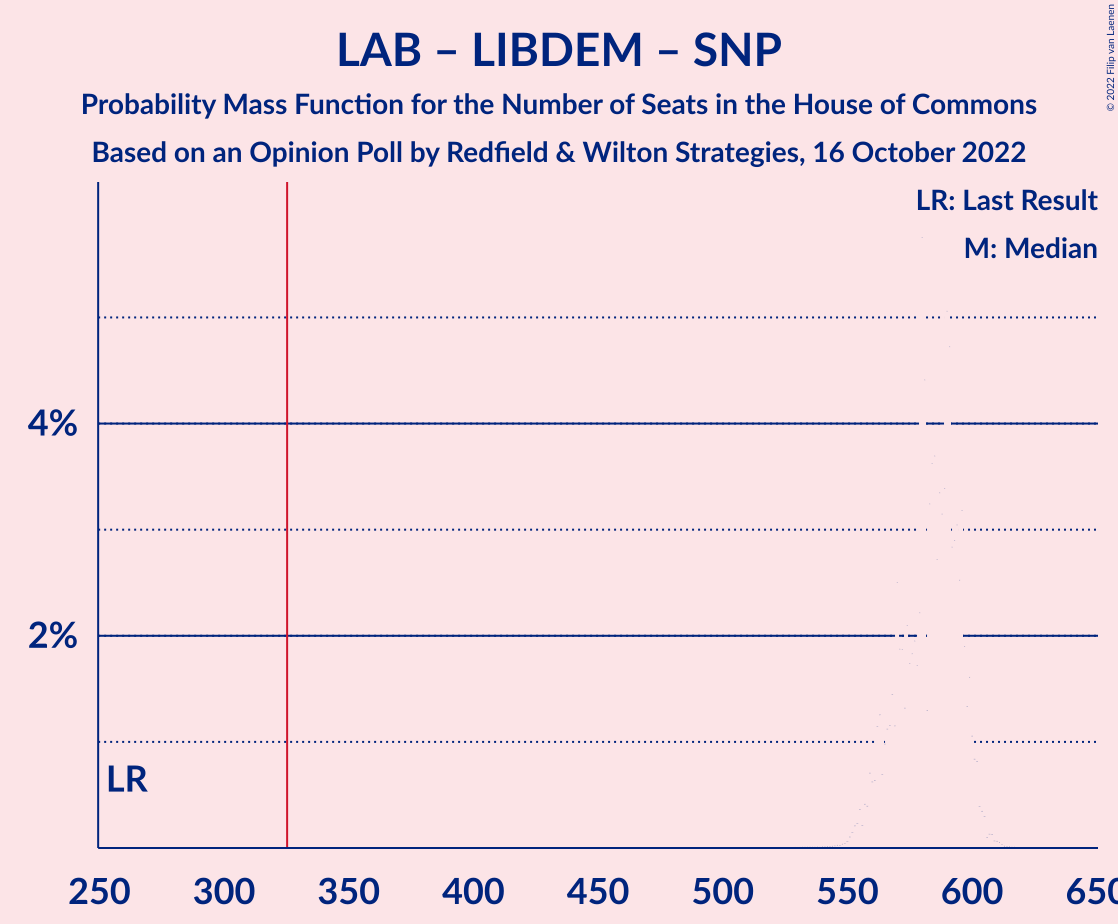 LAB – LIBDEM – SNP
Probability Mass Function for the Number of Seats in the House of Commons
Based on an Opinion Poll by Redfield & Wilton Strategies, 16 October 2022
© 2022 Filip van Laenen
LR: Last Result
M: Median
4%
2%
LR
250 300 350 400 450 500 550 600 650